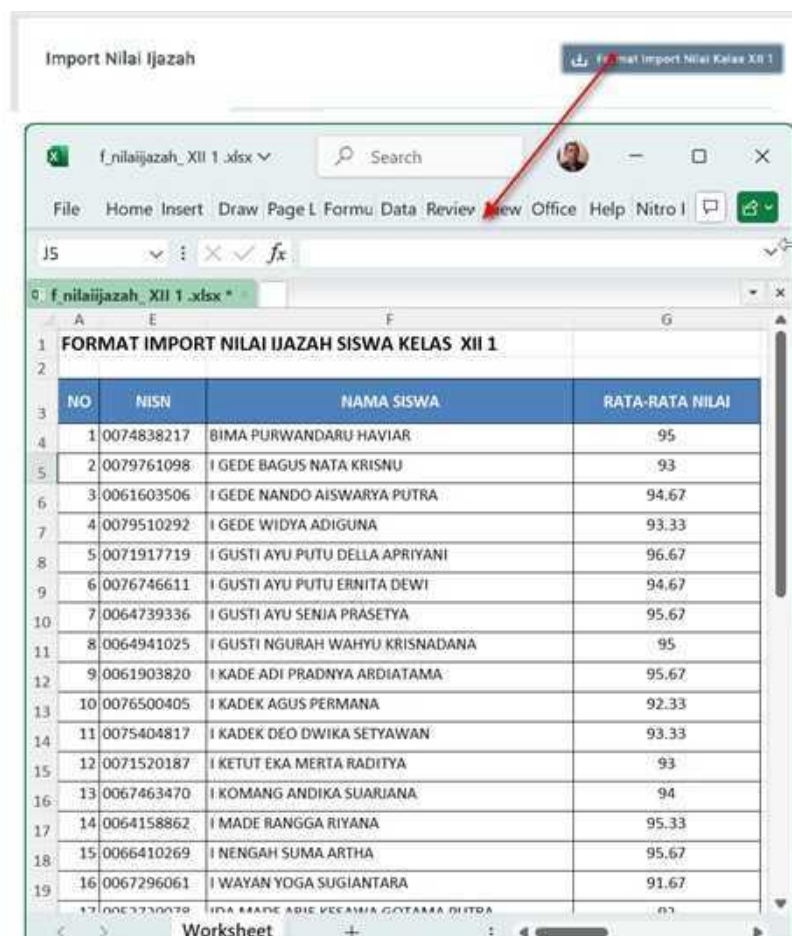 Import Nilai Ijazah
Format Import Nilai Kelas XII 1
f_nilaiijazah_ XII 1 .xlsx
Search
File Home Insert Draw Page L Formu Data Review View Office Help Nitro
J5
fx
f_nilaiijazah_ XII 1 .xlsx *
A E F G
1 FORMAT IMPORT NILAI IJAZAH SISWA KELAS XII 1
2
3 NO NISN NAMA SISWA RATA-RATA NILAI
4 1 0074838217 BIMA PURWANDARU HAVIAR 95
5 2 0079761098 I GEDE BAGUS NATA KRISNU 93
6 3 0061603506 I GEDE NANDO AISWARYA PUTRA 94.67
7 4 0079510292 I GEDE WIDYA ADIGUNA 93.33
8 5 0071917719 I GUSTI AYU PUTU DELLA APRIYANI 96.67
9 6 0076746611 I GUSTI AYU PUTU ERNITA DEWI 94.67
10 7 0064739336 I GUSTI AYU SENJA PRASETYA 95.67
11 8 0064941025 I GUSTI NGURAH WAHYU KRISNADANA 95
12 9 0061903820 I KADE ADI PRADNYA ARDIATAMA 95.67
13 10 0076500405 I KADEK AGUS PERMANA 92.33
14 11 0075404817 I KADEK DEO DWIKA SETYAWAN 93.33
15 12 0071520187 I KETUT EKA MERTA RADITYA 93
16 13 0067463470 I KOMANG ANDIKA SUARJANA 94
17 14 0064158862 I MADE RANGGA RIYANA 95.33
18 15 0066410269 I NENGAH SUMA ARTHA 95.67
19 16 0067296061 I WAYAN YOGA SUGIANTARA 91.67
17
Worksheet